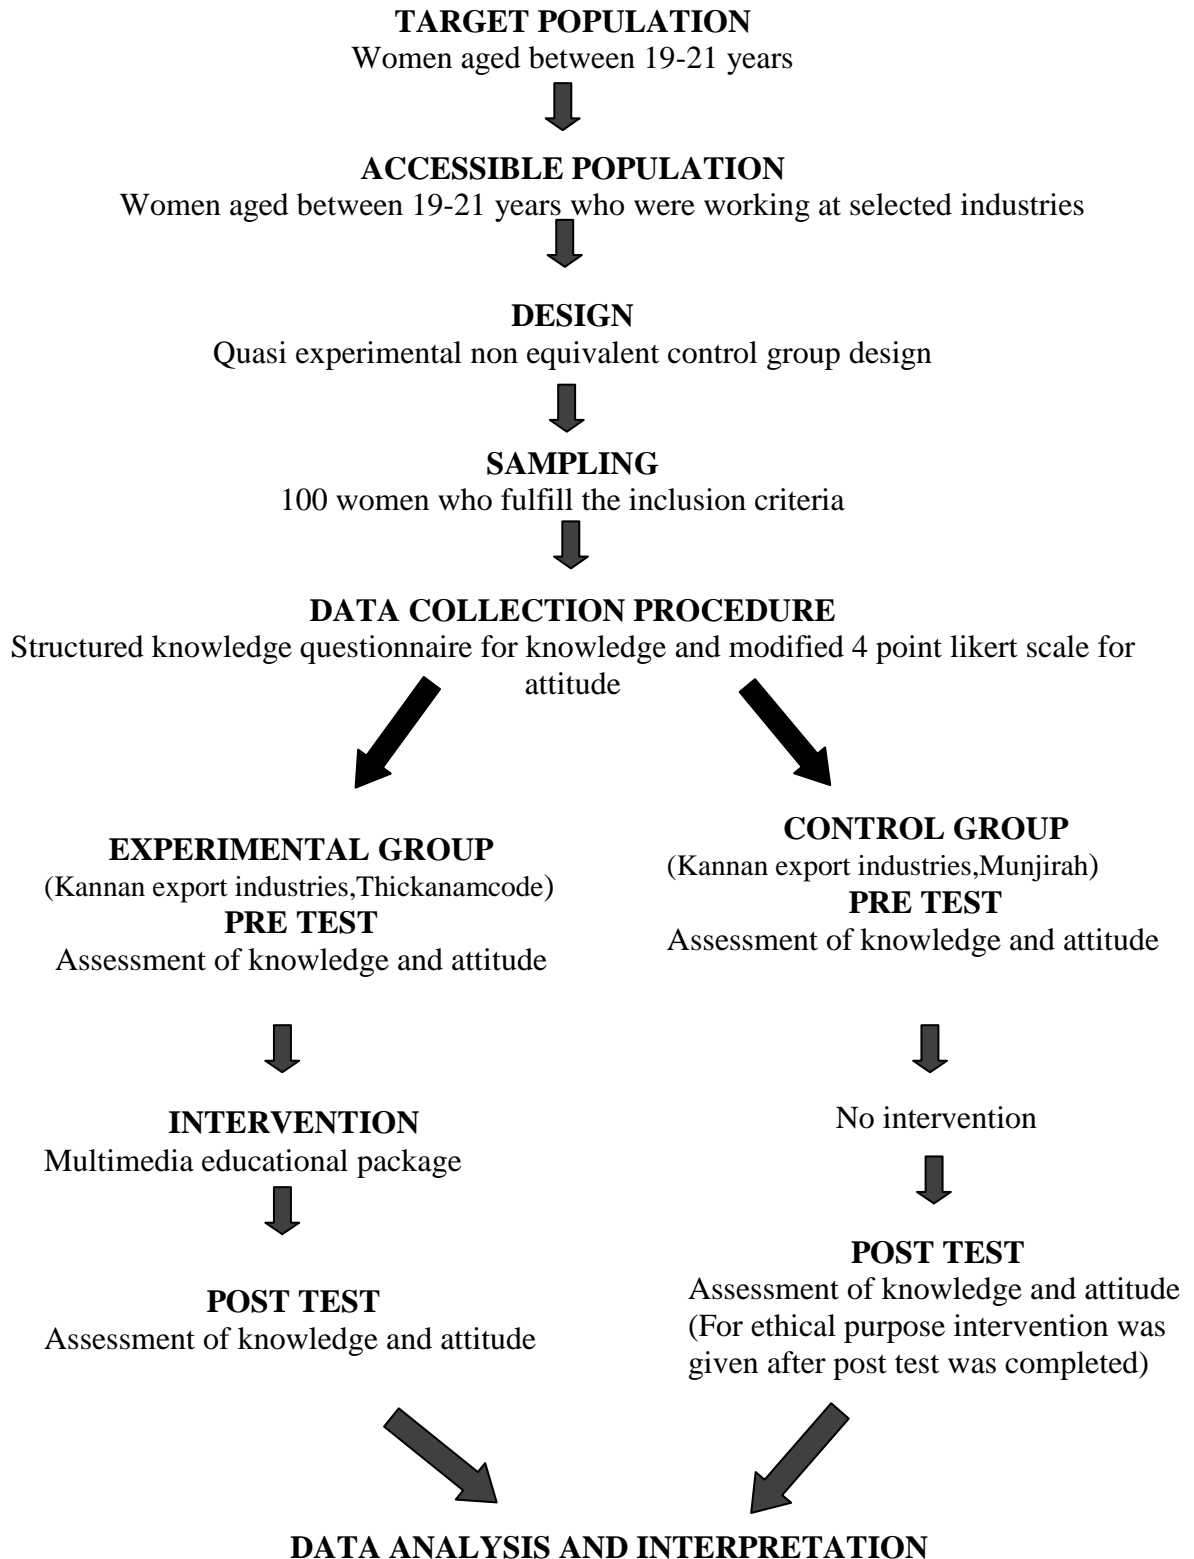 TARGET POPULATION
Women aged between 19-21 years
ACCESSIBLE POPULATION
Women aged between 19-21 years who were working at selected industries
DESIGN
Quasi experimental non equivalent control group design
SAMPLING
100 women who fulfill the inclusion criteria
DATA COLLECTION PROCEDURE
Structured knowledge questionnaire for knowledge and modified 4 point likert scale for
attitude
EXPERIMENTAL GROUP
(Kannan export industries,Thickanamcode)
PRE TEST
Assessment of knowledge and attitude
INTERVENTION
Multimedia educational package
POST TEST
Assessment of knowledge and attitude
CONTROL GROUP
(Kannan export industries,Munjirah)
PRE TEST
Assessment of knowledge and attitude
No intervention
POST TEST
Assessment of knowledge and attitude
(For ethical purpose intervention was
given after post test was completed)
DATA ANALYSIS AND INTERPRETATION